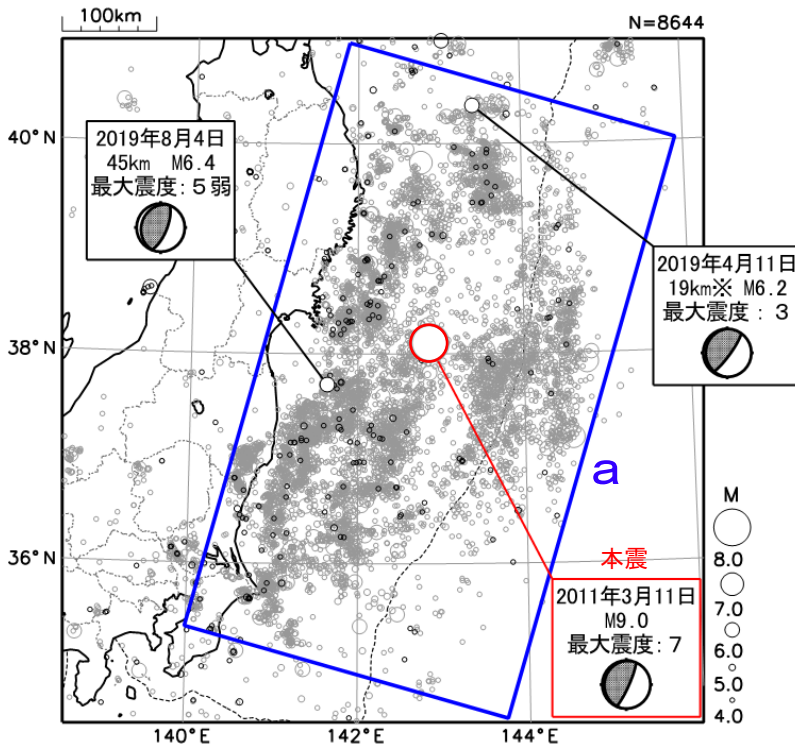 100km
N=8644
40°N
38°N
36°N
140°E
142°E
144°E
2019年8月4日
45km M6.4
最大震度:５弱
2019年4月11日
19km※ M6.2
最大震度：３
a
本震
2011年3月11日
M9.0
最大震度:７
M
8.0
7.0
6.0
5.0
4.0